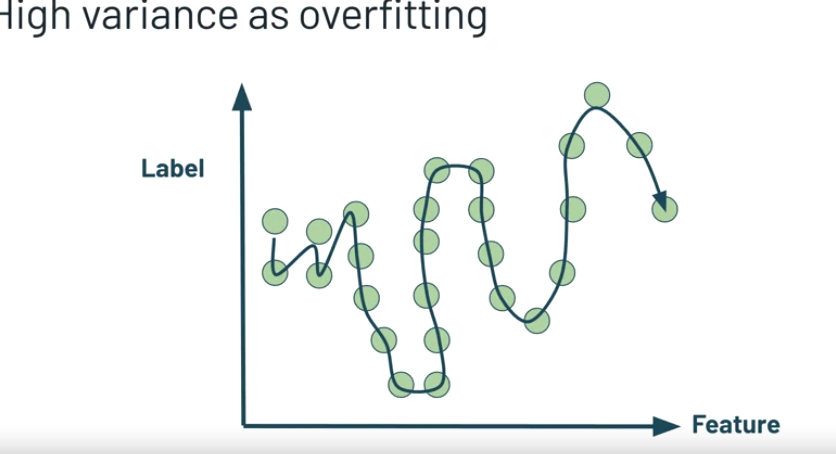 High variance as overfitting
Label
Feature